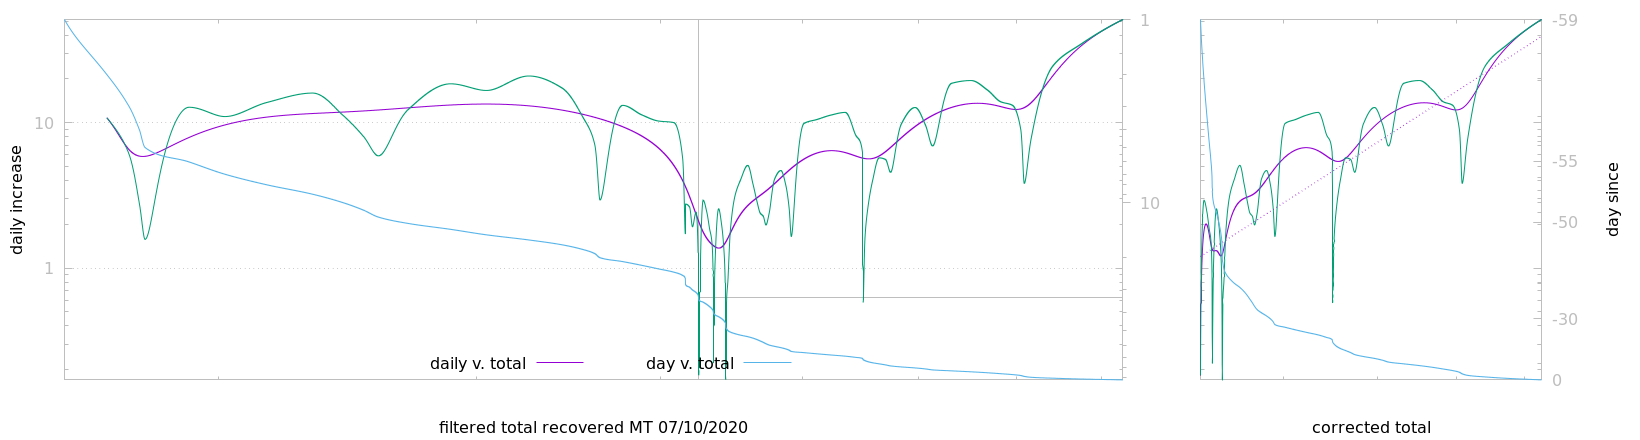 daily increase
10
1
1
10
daily v. total
day v. total
filtered total recovered MT 07/10/2020
-59
-55
-50
-30
0
day since
corrected total